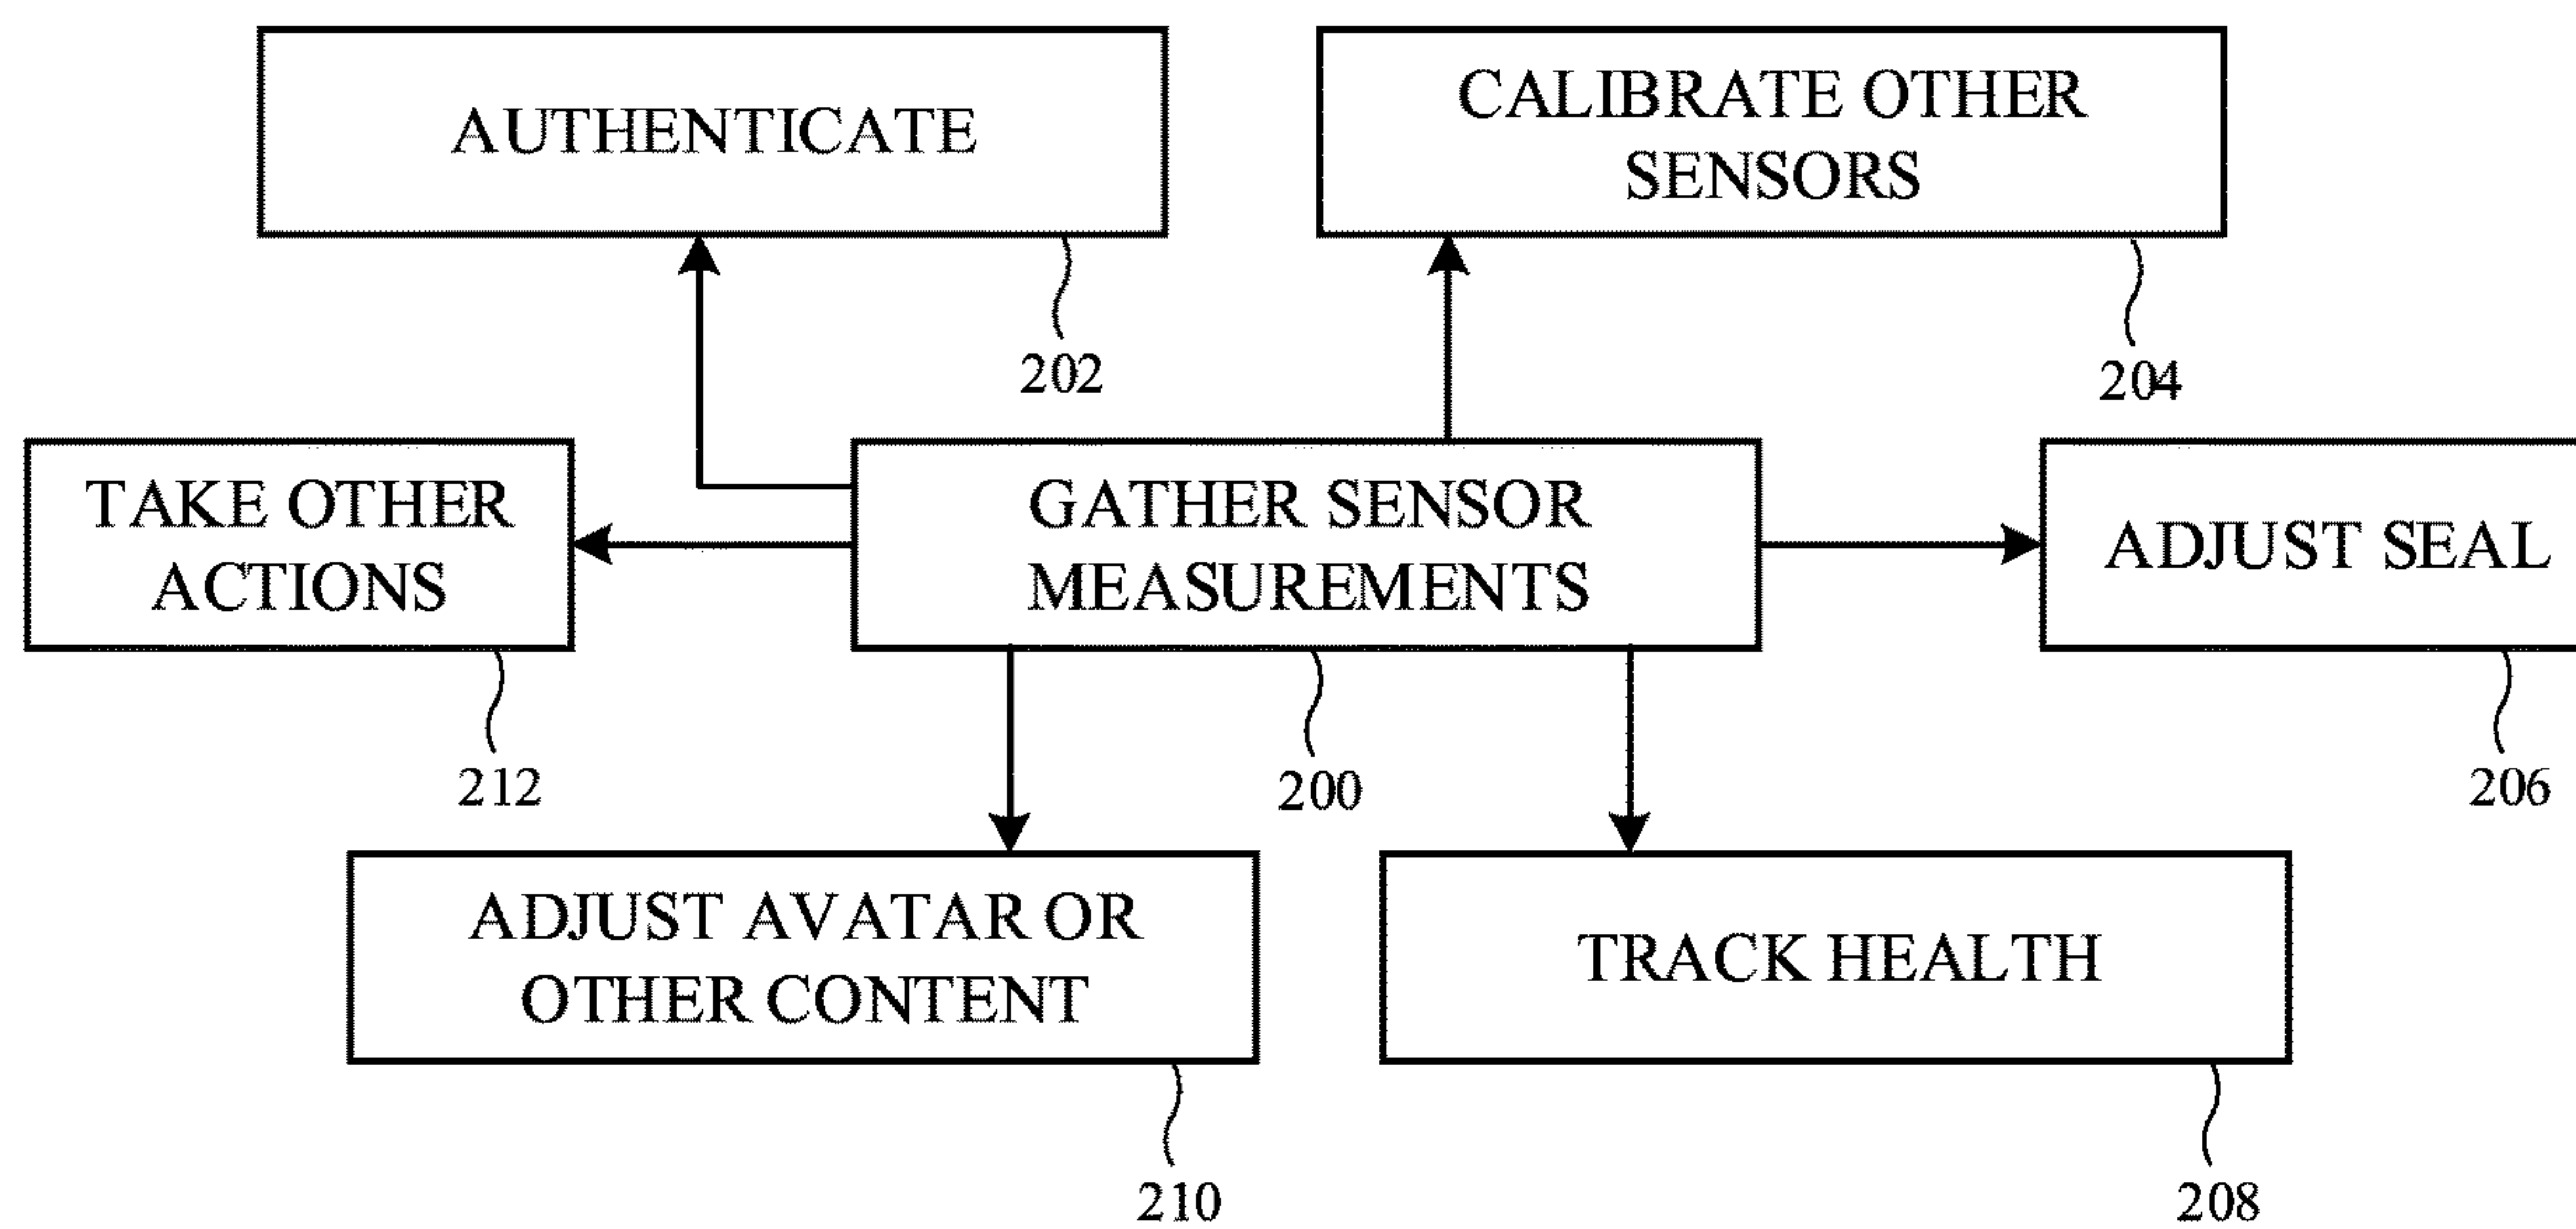 AUTHENTICATE
202
CALIBRATE OTHER
SENSORS
204
TAKE OTHER
ACTIONS
212
GATHER SENSOR
MEASUREMENTS
200
ADJUST SEAL
206
ADJUST AVATAR OR
OTHER CONTENT
210
TRACK HEALTH
208